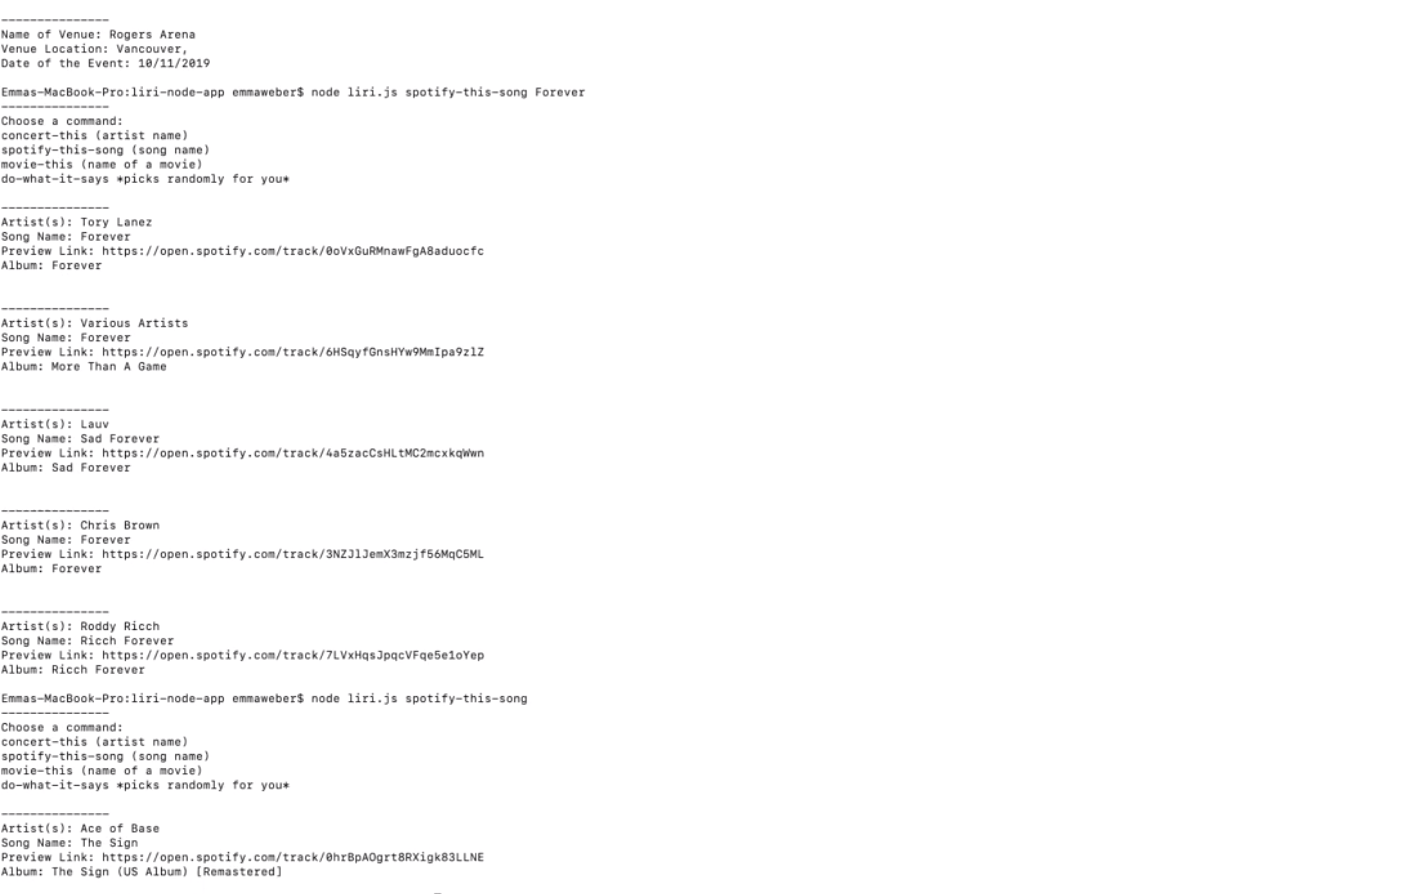 ---------------
Name of Venue: Rogers Arena
Venue Location: Vancouver,
Date of the Event: 10/11/2019
Emmas-MacBook-Pro:liri-node-app emmaweber$ node liri.js spotify-this-song Forever
---------------
Choose a command:
concert-this (artist name)
spotify-this-song (song name)
movie-this (name of a movie)
do-what-it-says *picks randomly for you*
---------------
Artist(s): Tory Lanez
Song Name: Forever
Preview Link: https://open.spotify.com/track/0oVxGuRMnawFgA8aduocfc
Album: Forever
---------------
Artist(s): Various Artists
Song Name: Forever
Preview Link: https://open.spotify.com/track/6HSqyfGnsHYw9MmIpa9zlZ
Album: More Than A Game
---------------
Artist(s): Lauv
Song Name: Sad Forever
Preview Link: https://open.spotify.com/track/4a5zacCsHLtMC2mcxkqWwn
Album: Sad Forever
---------------
Artist(s): Chris Brown
Song Name: Forever
Preview Link: https://open.spotify.com/track/3NZJlJemX3mzjf56MqC5ML
Album: Forever
---------------
Artist(s): Roddy Ricch
Song Name: Ricch Forever
Preview Link: https://open.spotify.com/track/7LVxHqsJpqcVFqe5e1oYep
Album: Ricch Forever
Emmas-MacBook-Pro:liri-node-app emmaweber$ node liri.js spotify-this-song
---------------
Choose a command:
concert-this (artist name)
spotify-this-song (song name)
movie-this (name of a movie)
do-what-it-says *picks randomly for you*
---------------
Artist(s): Ace of Base
Song Name: The Sign
Preview Link: https://open.spotify.com/track/0hrBpAOgrt8RXigk83LLNE
Album: The Sign (US Album) [Remastered]